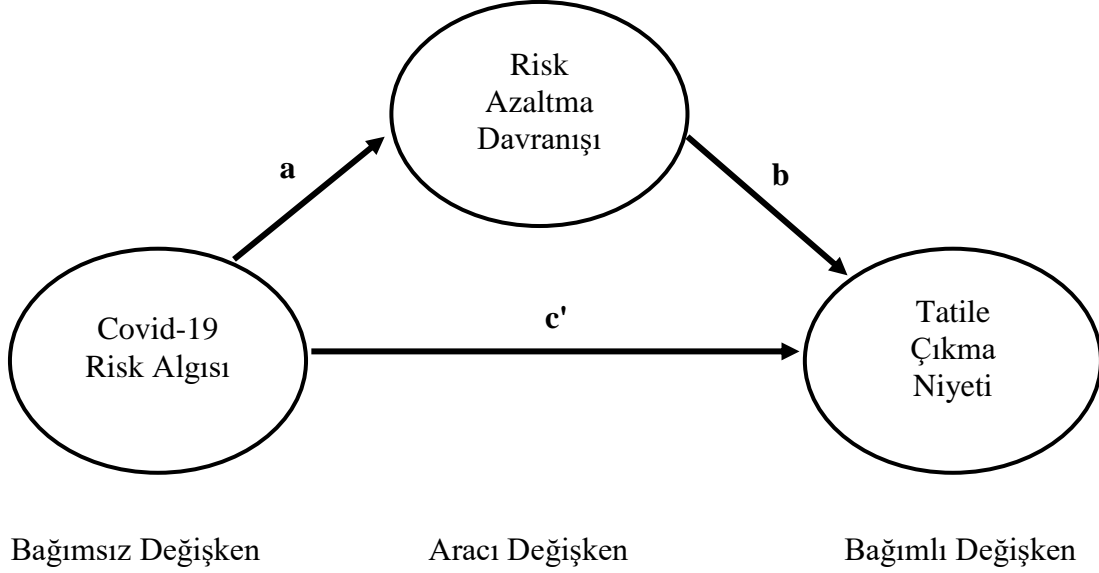 Risk
Azaltma
Davranışı
a
b
Covid-19
Risk Algısı
c'
Tatile
Çıkma
Niyeti
Bağımsız Değişken
Aracı Değişken
Bağımlı Değişken